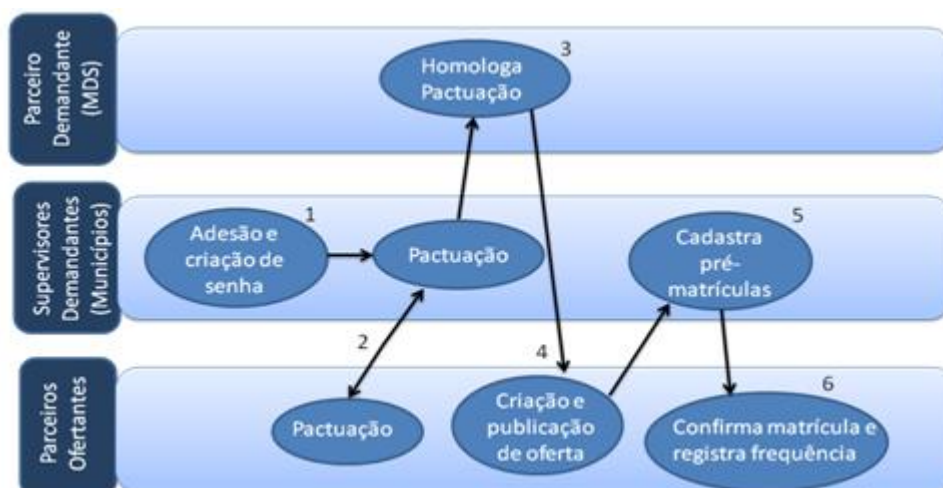 Parceiro
Demandante
(MDS)
3
Homologa
Pactuação
Supervisores
Demandantes
(Municípios)
1
Adesão e
criação de
senha
Pactuação
5
Cadastra
pré-
matrículas
2
4
Parceiros
Ofertantes
Pactuação
Criação e
publicação
de oferta
6
Confirma matrícula e
registra frequência